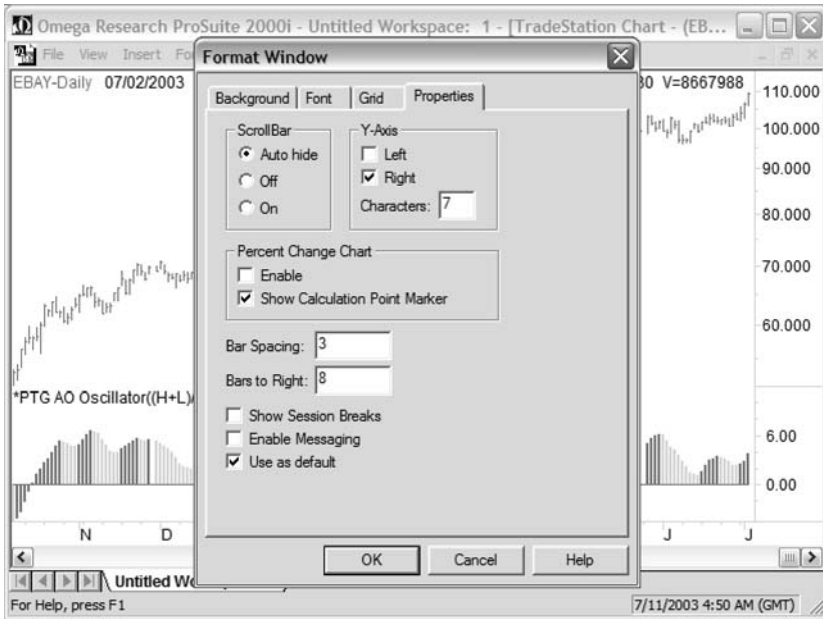 Omega Research ProSuite 2000i - Untitled Workspace: 1 - [TradeStation Chart - (EB...
File View Insert
Format Window
EBAY-Daily 07/02/2003
30 V=8667988
Background Font Grid Properties
ScrollBar
Auto hide
Off
On
Y-Axis
Left
Right
Characters: 7
Percent Change Chart
Enable
Show Calculation Point Marker
Bar Spacing: 3
Bars to Right: 8
Show Session Breaks
Enable Messaging
Use as default
OK Cancel Help
110.000
100.000
90.000
80.000
70.000
60.000
*PTG AO Oscillator((H+L)/
6.00
0.00
N D J J
Untitled Wo
For Help, press F1
7/11/2003 4:50 AM (GMT)